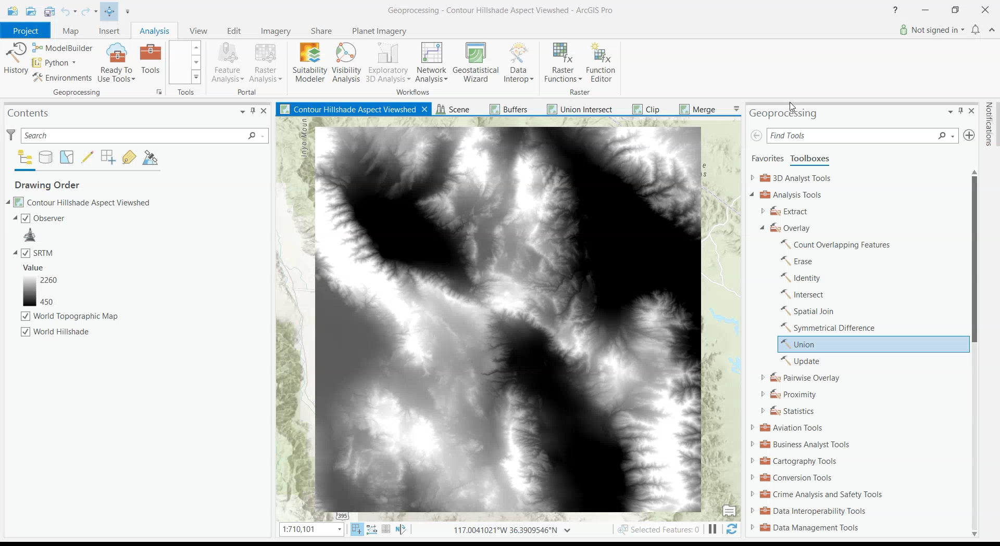 Geoprocessing - Contour Hillshade Aspect Viewshed - ArcGIS Pro
?
Project
Map
Insert
Analysis
View
Edit
Imagery
Share
Planet Imagery
Not signed in
History
ModelBuilder
Python
Environments
Ready To
Use Tools
Tools
Feature
Analysis
Raster
Analysis
Suitability
Modeler
Visibility
Analysis
Exploratory
3D Analysis
Network
Analysis
Geostatistical
Wizard
Data
Interop
Raster
Functions
Function
Editor
Geoprocessing
Tools
Portal
Workflows
Raster
Contents
Search
Drawing Order
Contour Hillshade Aspect Viewshed
Observer
SRTM
Value
2260
450
World Topographic Map
World Hillshade
Contour Hillshade Aspect Viewshed
Scene
Buffers
Union Intersect
Clip
Merge
Inyo Moun
395
1:710,101
117.0041021°W 36.3909546°N
Selected Features: 0
Geoprocessing
Find Tools
Favorites
Toolboxes
3D Analyst Tools
Analysis Tools
Extract
Overlay
Count Overlapping Features
Erase
Identity
Intersect
Spatial Join
Symmetrical Difference
Union
Update
Pairwise Overlay
Proximity
Statistics
Aviation Tools
Business Analyst Tools
Cartography Tools
Conversion Tools
Crime Analysis and Safety Tools
Data Interoperability Tools
Data Management Tools
Notifications